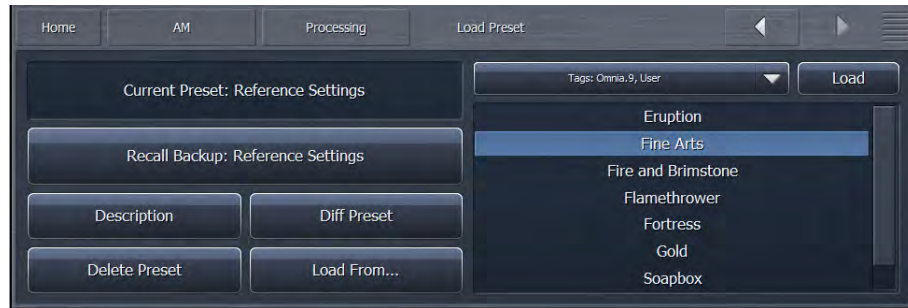 Home AM Processing Load Preset
Current Preset: Reference Settings
Recall Backup: Reference Settings
Description Diff Preset
Delete Preset Load From...
Tags: Omnia.9, User Load
Eruption
Fine Arts
Fire and Brimstone
Flamethrower
Fortress
Gold
Soapbox